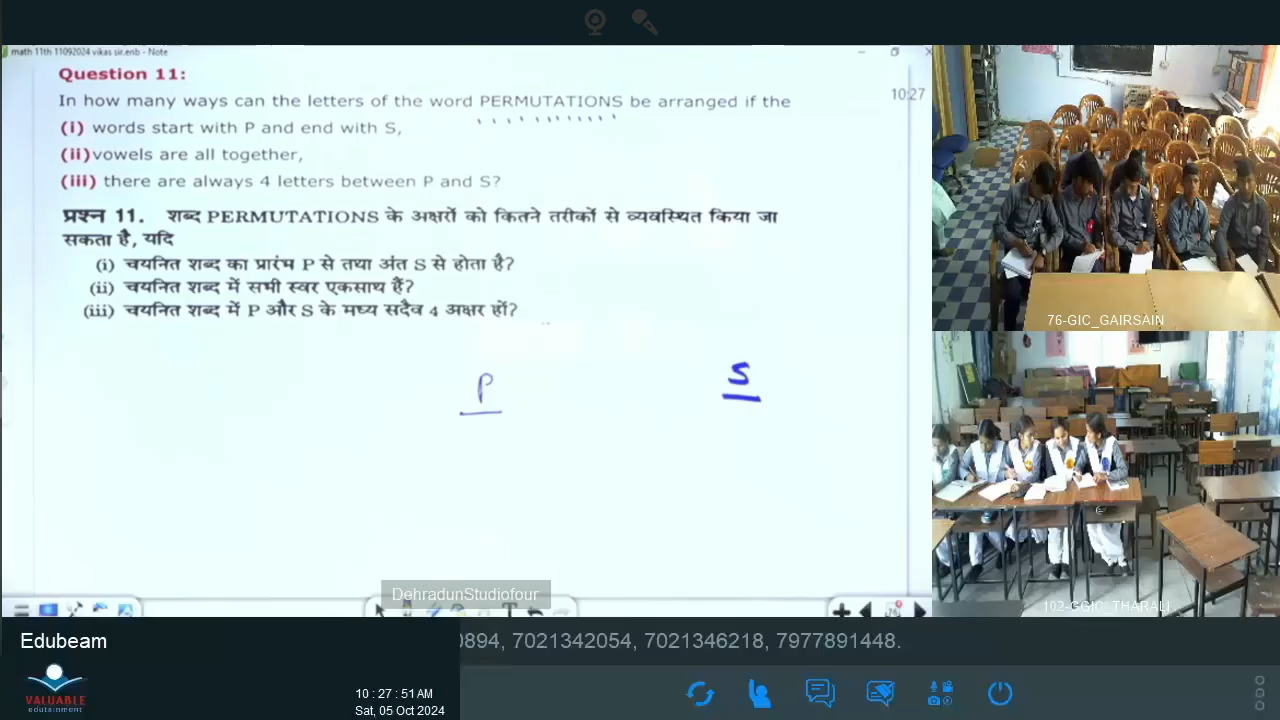 math 11th 11092024 vikas sir.enb - Note
Question 11:
In how many ways can the letters of the word PERMUTATIONS be arranged if the
10:27
(i) words start with P and end with S,
(ii)vowels are all together,
(iii) there are always 4 letters between P and S?
प्रश्न 11. शब्द PERMUTATIONS के अक्षरों को कितने तरीकों से व्यवस्थित किया जा
सकता है, यदि
(i) चयनित शब्द का प्रारंभ P से तथा अंत S से होता है?
(ii) चयनित शब्द में सभी स्वर एकसाथ हैं?
(iii) चयनित शब्द में P और S के मध्य सदैव 4 अक्षर हों?
P S
76-GIC_GAIRSAIN
102-GGIC_THARALI
DehradunStudiofour
Edubeam
0894, 7021342054, 7021346218, 7977891448.
VALUABLE
edutainment
10 : 27 : 51 AM
Sat, 05 Oct 2024